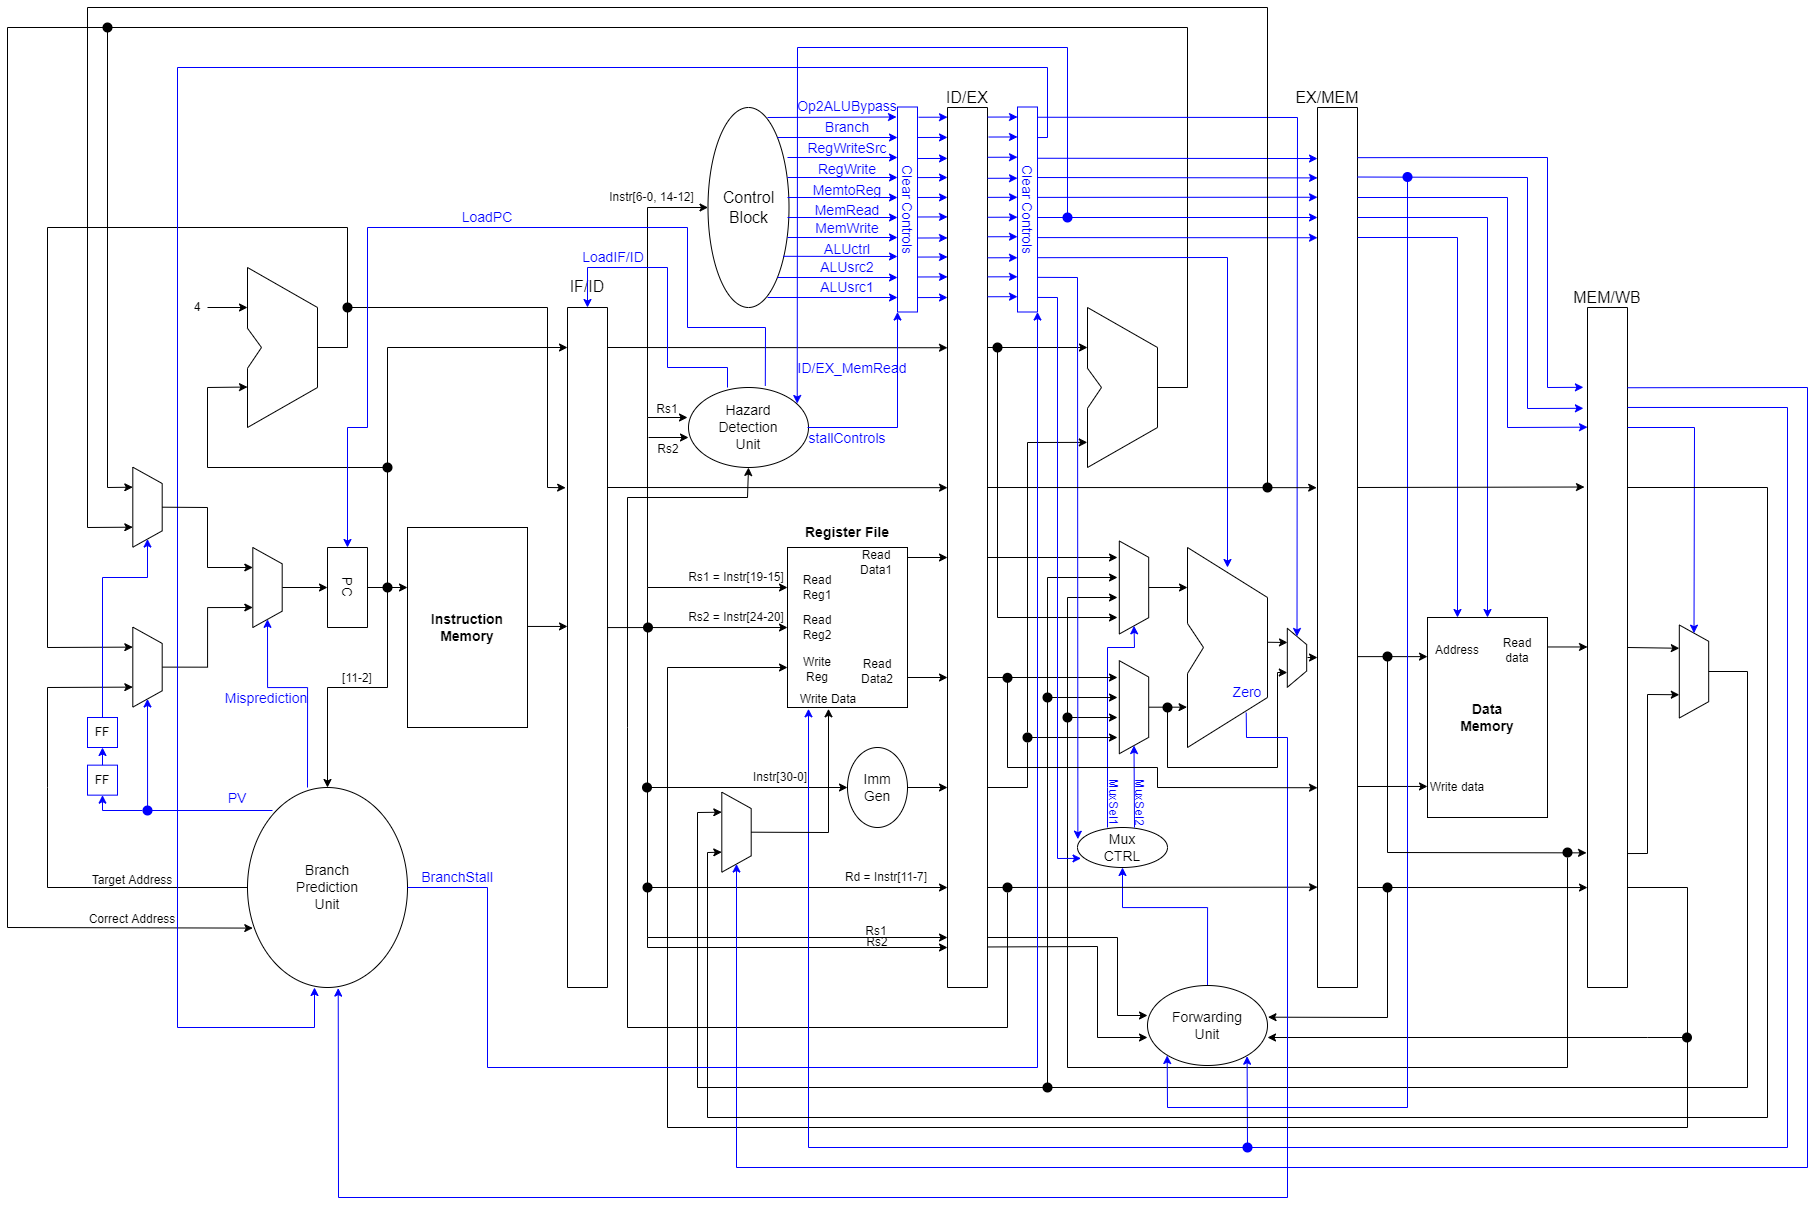 ID/EX
EX/MEM
Op2ALUBypass
Branch
RegWriteSrc
RegWrite
MemtoReg
MemRead
MemWrite
ALUctrl
ALUsrc2
ALUsrc1
Clear Controls
Clear Controls
Control
Block
Instr[6-0, 14-12]
LoadPC
LoadIF/ID
IF/ID
MEM/WB
4
ID/EX_MemRead
Rs1
Rs2
Hazard
Detection
Unit
stallControls
Register File
Read
Data1
Rs1 = Instr[19-15]
Read
Reg1
Rs2 = Instr[24-20]
Read
Reg2
Write
Reg
Read
Data2
Write Data
PC
Instruction
Memory
[11-2]
Misprediction
FF
FF
PV
Zero
Address
Read
data
Data
Memory
Write data
Instr[30-0]
Imm
Gen
MuxSel1
MuxSel2
Mux
CTRL
Branch
Prediction
Unit
BranchStall
Target Address
Correct Address
Rd = Instr[11-7]
Rs1
Rs2
Forwarding
Unit